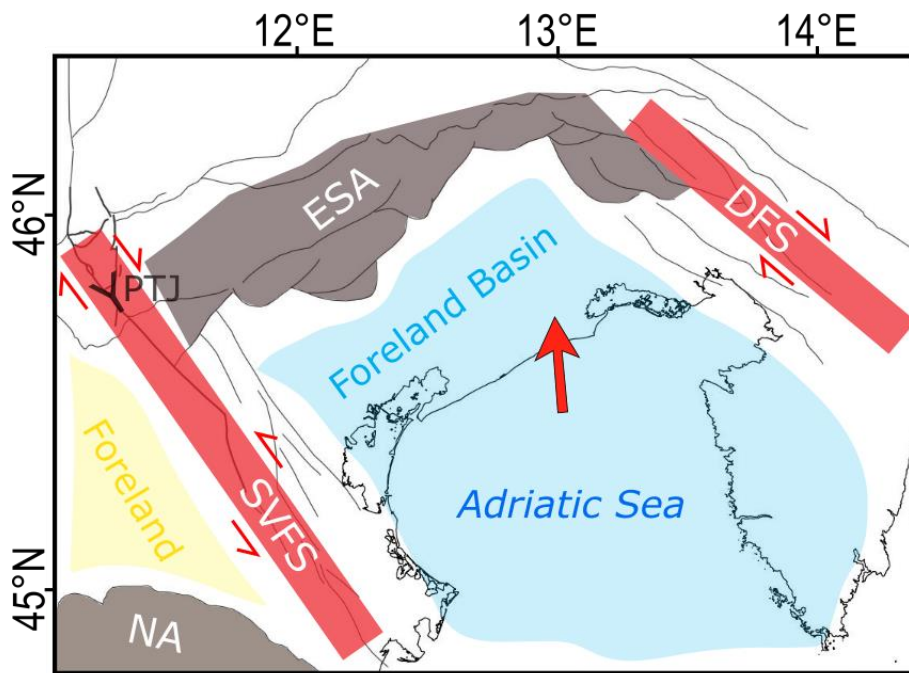 12°E 13°E 14°E
46°N
45°N
ESA
DFS
PTJ
Foreland Basin
Foreland
SVFS
Adriatic Sea
NA